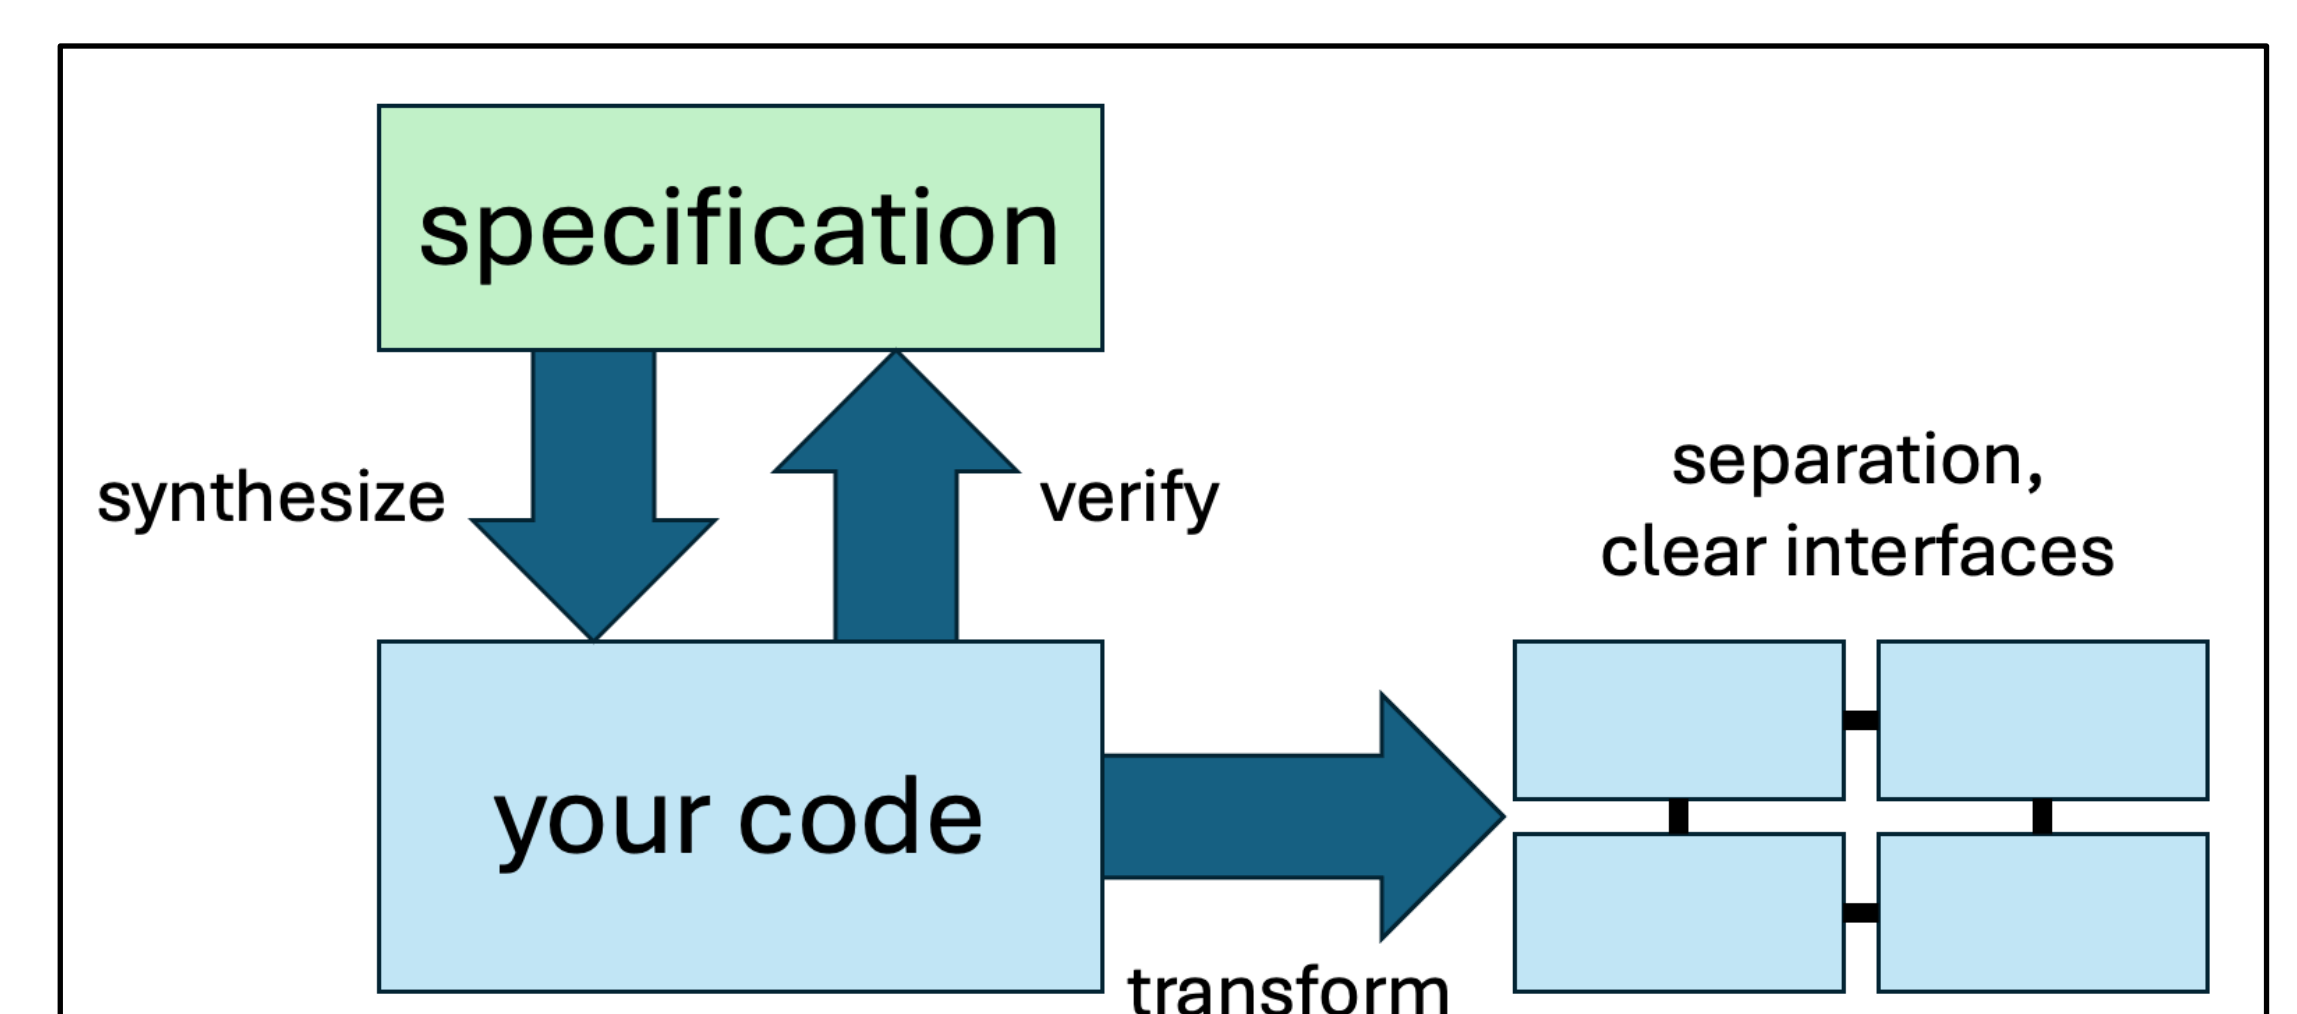 specification
synthesize
verify
separation,
clear interfaces
your code
transform